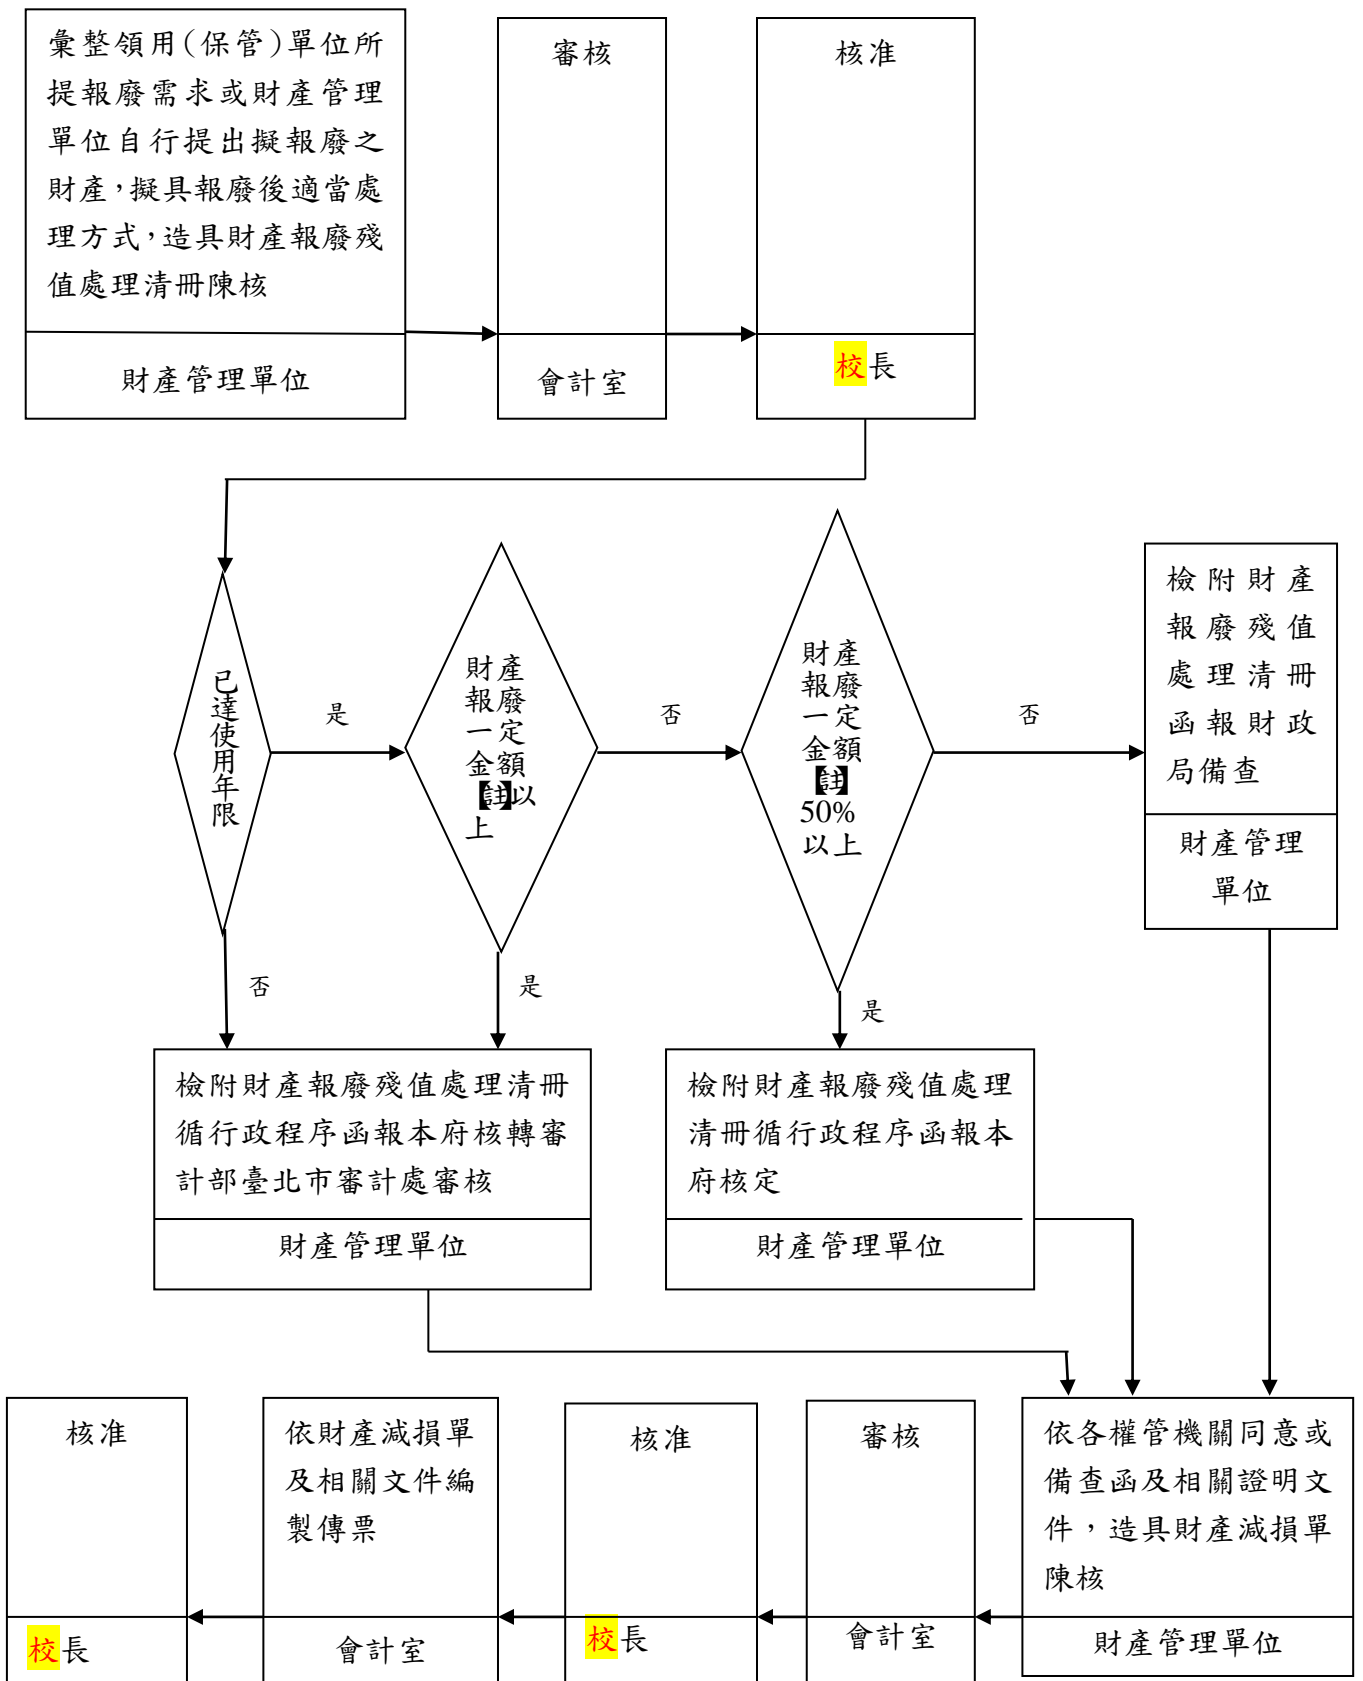 彙整領用(保管)單位所
提報廢需求或財產管理
單位自行提出擬報廢之
財產，擬具報廢後適當處
理方式，造具財產報廢殘
值處理清冊陳核
財產管理單位
審核
會計室
核准
校長
已達使用年限
是
否
財產
報廢
一定
金額
【註】以
上
否
是
財產
報廢
一定
金額
【註】
50%
以上
否
是
檢附財產
報廢殘值
處理清冊
函報財政
局備查
財產管理
單位
檢附財產報廢殘值處理清冊
循行政程序函報本府核轉審
計部臺北市審計處審核
財產管理單位
檢附財產報廢殘值處理
清冊循行政程序函報本
府核定
財產管理單位
依各權管機關同意或
備查函及相關證明文
件，造具財產減損單
陳核
財產管理單位
審核
會計室
核准
校長
依財產減損單
及相關文件編
製傳票
會計室
核准
校長